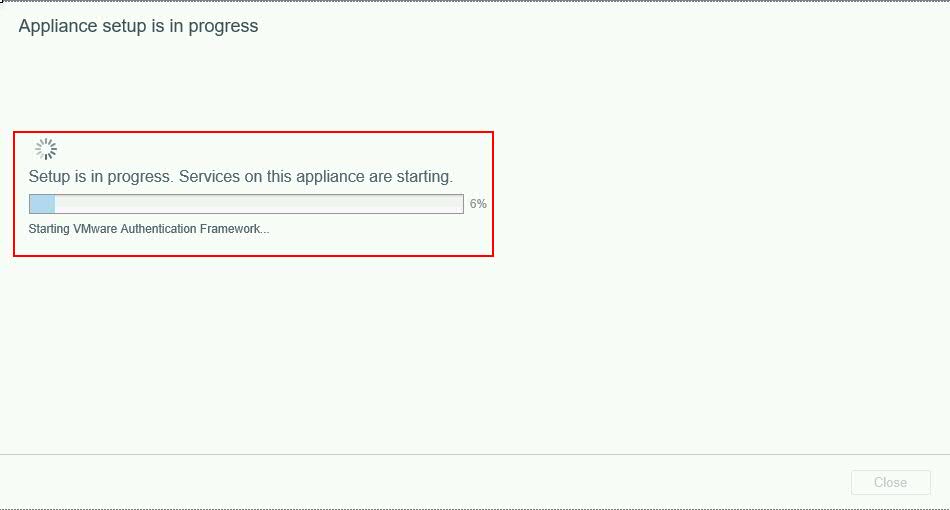 Appliance setup is in progress
Setup is in progress. Services on this appliance are starting.
6%
Starting VMware Authentication Framework...
Close